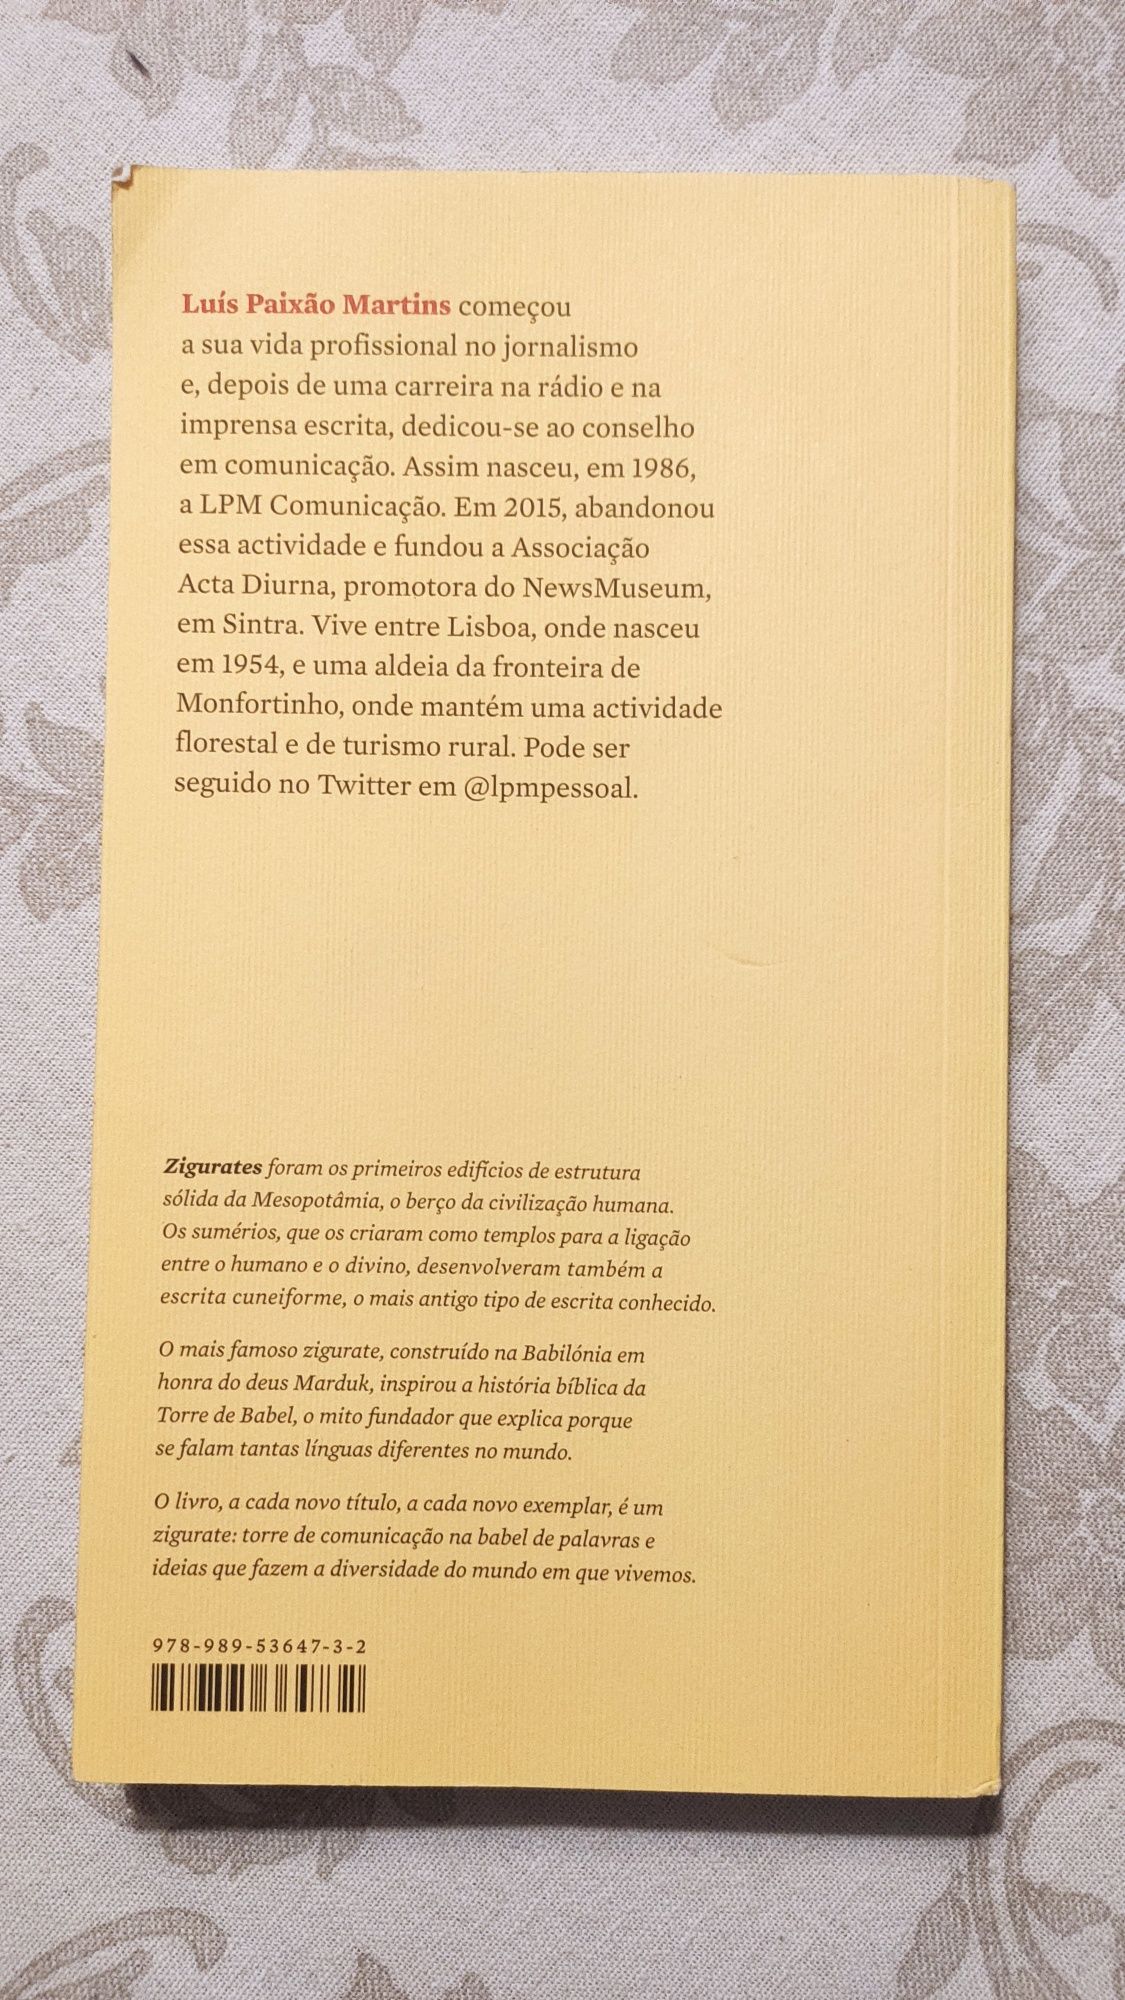 Luís Paixão Martins começou
a sua vida profissional no jornalismo
e, depois de uma carreira na rádio e na
imprensa escrita, dedicou-se ao conselho
em comunicação. Assim nasceu, em 1986,
a LPM Comunicação. Em 2015, abandonou
essa actividade e fundou a Associação
Acta Diurna, promotora do NewsMuseum,
em Sintra. Vive entre Lisboa, onde nasceu
em 1954, e uma aldeia da fronteira de
Monfortinho, onde mantém uma actividade
florestal e de turismo rural. Pode ser
seguido no Twitter em @lpmpessoal.
Zigurates foram os primeiros edifícios de estrutura
sólida da Mesopotâmia, o berço da civilização humana.
Os sumérios, que os criaram como templos para a ligação
entre o humano e o divino, desenvolveram também a
escrita cuneiforme, o mais antigo tipo de escrita conhecido.
O mais famoso zigurate, construído na Babilónia em
honra do deus Marduk, inspirou a história bíblica da
Torre de Babel, o mito fundador que explica porque
se falam tantas línguas diferentes no mundo.
O livro, a cada novo título, a cada novo exemplar, é um
zigurate: torre de comunicação na babel de palavras e
ideias que fazem a diversidade do mundo em que vivemos.
978-989-53647-3-2